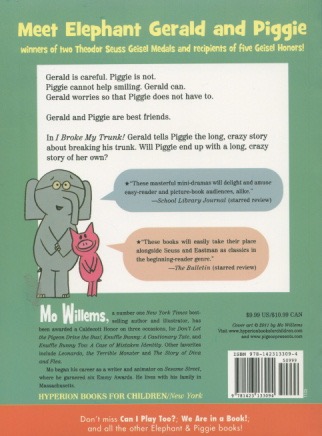 Meet Elephant Gerald and Piggie
winners of two Theodor Seuss Geisel Medals and recipients of five Geisel Honors!
Gerald is careful. Piggie is not.
Piggie cannot help smiling. Gerald can.
Gerald worries so that Piggie does not have to.
Gerald and Piggie are best friends.
In I Broke My Trunk! Gerald tells Piggie the long, crazy story
about breaking his trunk. Will Piggie end up with a long, crazy
story of her own?
★"These masterful mini-dramas will delight and amuse
easy-reader and picture-book audiences, alike."
—School Library Journal (starred review)
★"These books will easily take their place
alongside Seuss and Eastman as classics in
the beginning-reader genre."
—The Bulletin (starred review)
Mo Willems, a number one New York Times best-
selling author and illustrator, has
been awarded a Caldecott Honor on three occasions, for Don't Let
the Pigeon Drive the Bus!, Knuffle Bunny: A Cautionary Tale, and
Knuffle Bunny Too: A Case of Mistaken Identity. Other favorites
include Leonardo, the Terrible Monster and The Story of Diva
and Flea.
Mo began his career as a writer and animator on Sesame Street,
where he garnered six Emmy Awards. He lives with his family in
Massachusetts.
HYPERION BOOKS FOR CHILDREN/New York
$9.99 US/$10.99 CAN
Cover art © 2011 by Mo Willems
Visit
www.hyperionbooksforchildren.com
ISBN 978-142313309-4
50999
9 781423 133094
Don't miss Can I Play Too?; We Are in a Book!;
and all the other Elephant & Piggie books!